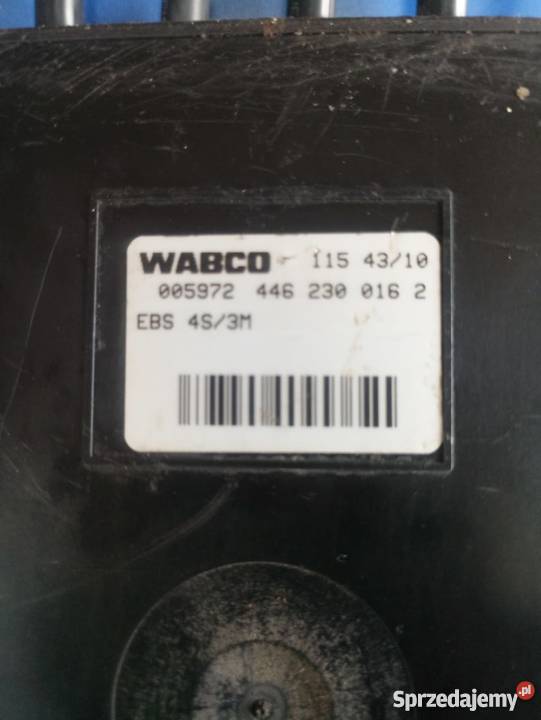 WABCO - 115 43/10
005972 446 230 016 2
EBS 4S/3M
Sprzedajemy.pl